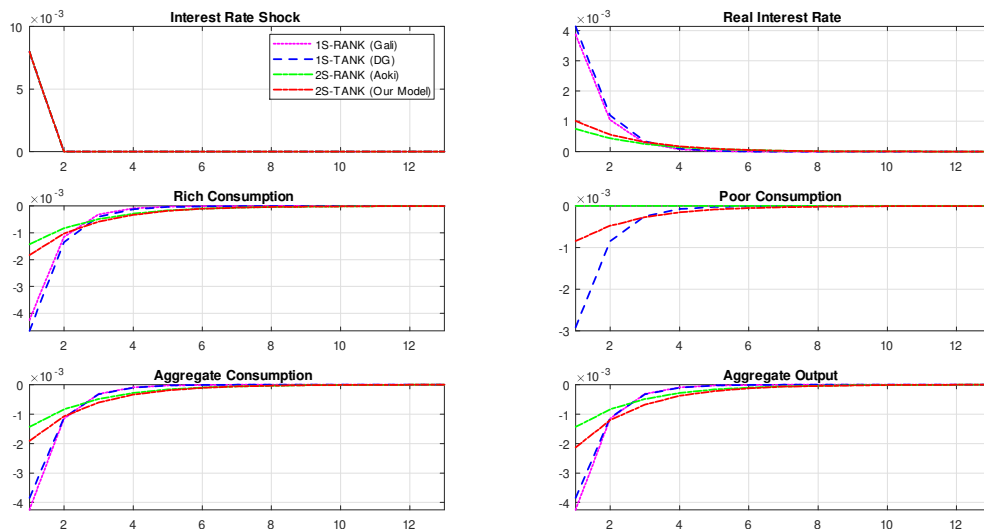 Interest Rate Shock
×10⁻³
10
5
0
2 4 6 8 10 12
1S-RANK (Gali)
1S-TANK (DG)
2S-RANK (Aoki)
2S-TANK (Our Model)
Real Interest Rate
×10⁻³
4
3
2
1
0
2 4 6 8 10 12
Rich Consumption
×10⁻³
0
-1
-2
-3
-4
2 4 6 8 10 12
Poor Consumption
×10⁻³
0
-1
-2
-3
2 4 6 8 10 12
Aggregate Consumption
×10⁻³
0
-1
-2
-3
-4
2 4 6 8 10 12
Aggregate Output
×10⁻³
0
-1
-2
-3
-4
2 4 6 8 10 12